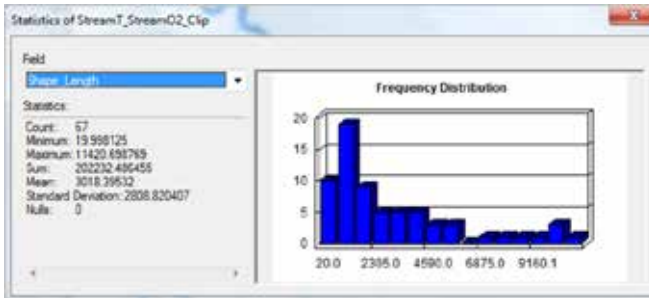 Statistics of StreamT_StreamO2_Clip
Field
Shape_Length
Statistics:
Count: 67
Minimum: 19.998125
Maximum: 11420.698769
Sum: 202232.486455
Mean: 3018.39532
Standard Deviation: 2808.820407
Nulls: 0
Frequency Distribution
20
15
10
5
0
20.0 2305.0 4590.0 6875.0 9160.1